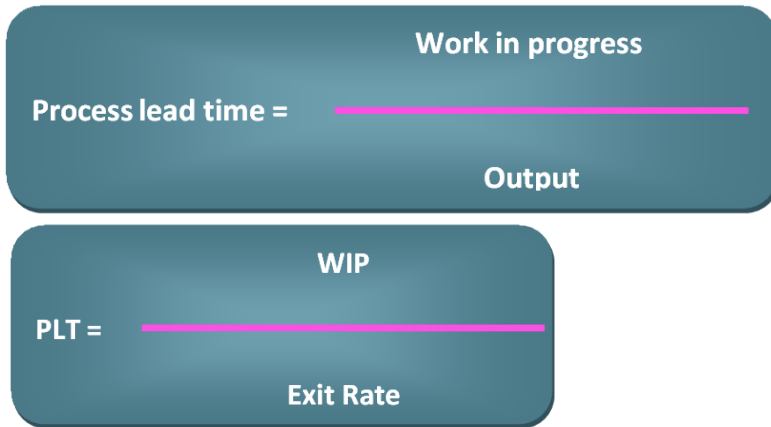 Work in progress
Process lead time =
Output
WIP
PLT =
Exit Rate